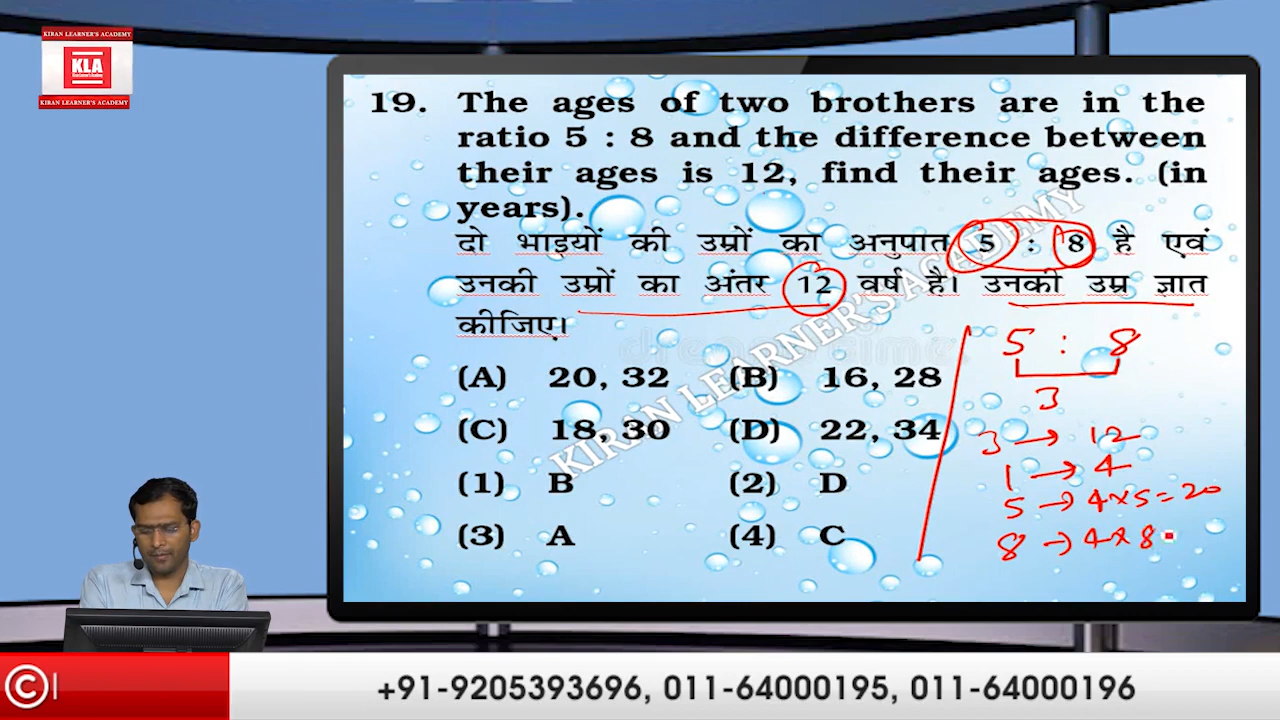 KIRAN LEARNER'S ACADEMY
KLA
KIRAN LEARNER'S ACADEMY
19. The ages of two brothers are in the
ratio 5 : 8 and the difference between
their ages is 12, find their ages. (in
years).
दो भाइयों की उम्रों का अनुपात 5 : 8 है एवं
उनकी उम्रों का अंतर 12 वर्ष है। उनकी उम्र ज्ञात
कीजिए।
(A) 20, 32 (B) 16, 28
(C) 18, 30 (D) 22, 34
(1) B (2) D
(3) A (4) C
KIRAN LEARNER'S ACADEMY
5 : 8
3
3 → 12
1 → 4
5 → 4×5=20
8 → 4×8
©
+91-9205393696, 011-64000195, 011-64000196